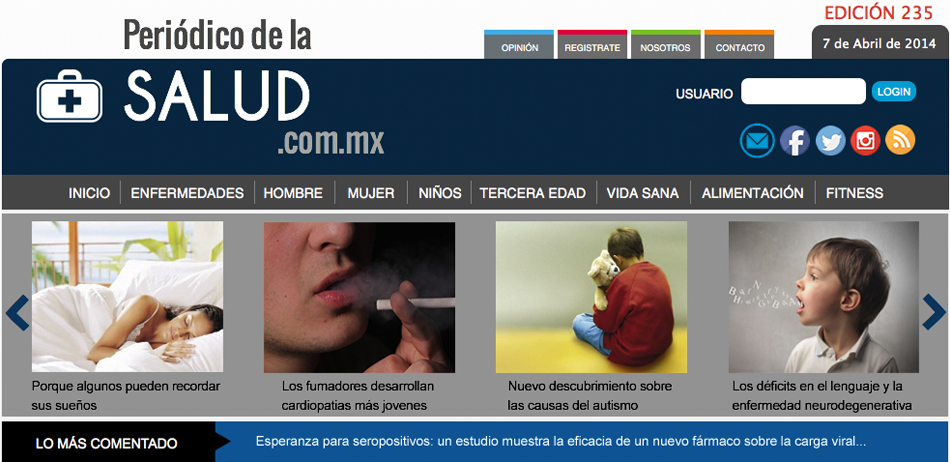 EDICIÓN 235
Periódico de la
OPINIÓN
REGISTRATE
NOSOTROS
CONTACTO
7 de Abril de 2014
SALUD
.com.mx
USUARIO
LOGIN
INICIO
ENFERMEDADES
HOMBRE
MUJER
NIÑOS
TERCERA EDAD
VIDA SANA
ALIMENTACIÓN
FITNESS
Porque algunos pueden recordar
sus sueños
Los fumadores desarrollan
cardiopatias más jovenes
Nuevo descubrimiento sobre
las causas del autismo
Los déficits en el lenguaje y la
enfermedad neurodegenerativa
LO MÁS COMENTADO
Esperanza para seropositivos: un estudio muestra la eficacia de un nuevo fármaco sobre la carga viral...